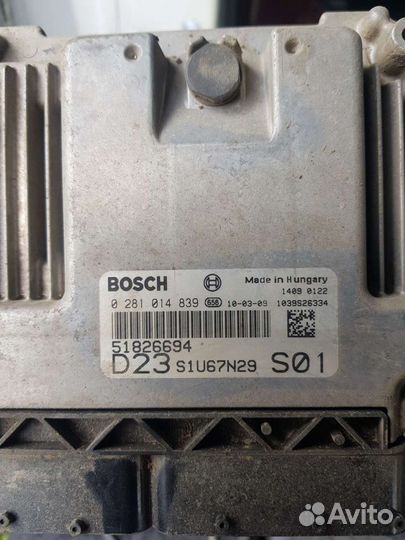 BOSCH
Made in Hungary
1409 0122
0 281 014 839 656 10-03-09 1039S26334
51826694
D23 S1U67N29 S01
Avito